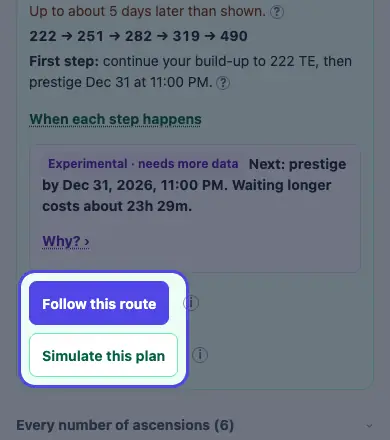 Up to about 5 days later than shown. ?
222 → 251 → 282 → 319 → 490
First step: continue your build-up to 222 TE, then
prestige Dec 31 at 11:00 PM. ?
When each step happens
Experimental · needs more data Next: prestige
by Dec 31, 2026, 11:00 PM. Waiting longer
costs about 23h 29m.
Why? ›
Follow this route ⓘ
Simulate this plan ⓘ
Every number of ascensions (6)